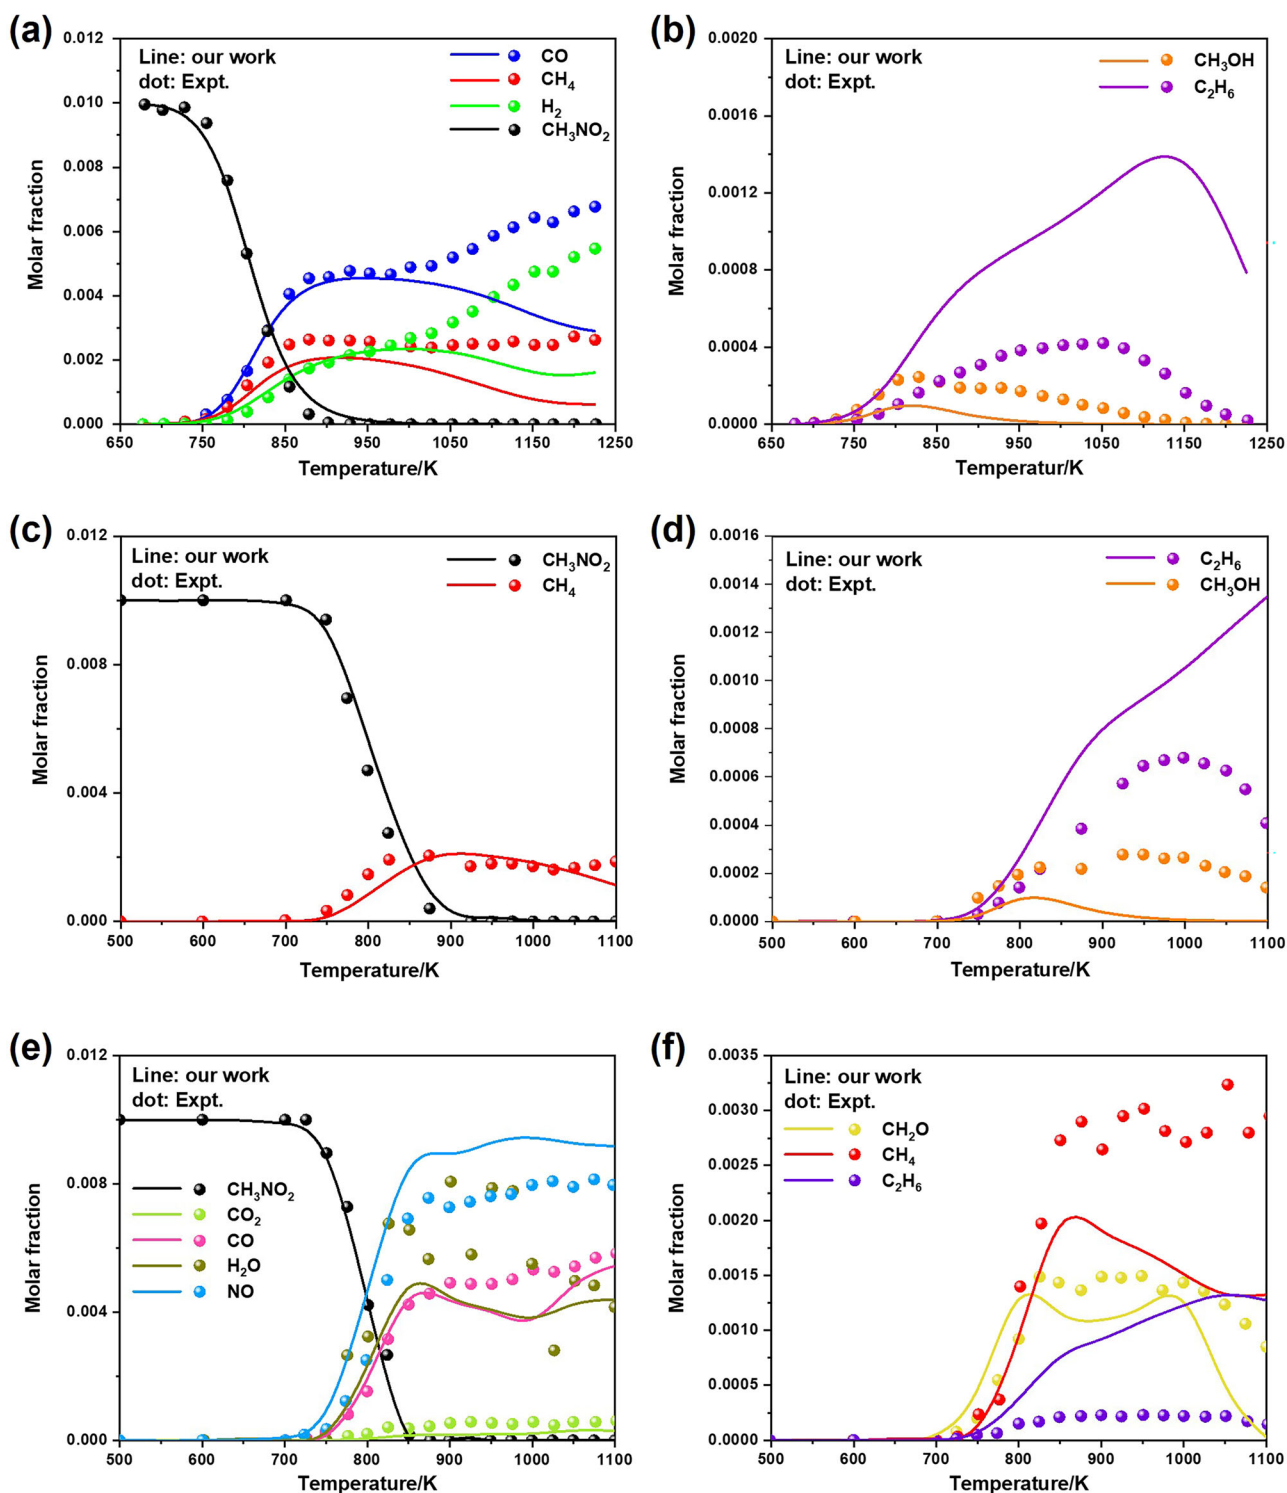 (a)
0.012
0.010
0.008
0.006
0.004
0.002
0.000
Molar fraction
Line: our work
dot: Expt.
CO
CH₄
H₂
CH₃NO₂
650 750 850 950 1050 1150 1250
Temperature/K
(b)
0.0020
0.0016
0.0012
0.0008
0.0004
0.0000
Molar fraction
Line: our work
dot: Expt.
CH₃OH
C₂H₆
650 750 850 950 1050 1150 1250
Temperatur/K
(c)
0.012
0.008
0.004
0.000
Molar fraction
Line: our work
dot: Expt.
CH₃NO₂
CH₄
500 600 700 800 900 1000 1100
Temperature/K
(d)
0.0016
0.0014
0.0012
0.0010
0.0008
0.0006
0.0004
0.0002
0.0000
Molar fraction
Line: our work
dot: Expt.
C₂H₆
CH₃OH
500 600 700 800 900 1000 1100
Temperature/K
(e)
0.012
0.008
0.004
0.000
Molar fraction
Line: our work
dot: Expt.
CH₃NO₂
CO₂
CO
H₂O
NO
500 600 700 800 900 1000 1100
Temperature/K
(f)
0.0035
0.0030
0.0025
0.0020
0.0015
0.0010
0.0005
0.0000
Molar fraction
Line: our work
dot: Expt.
CH₂O
CH₄
C₂H₆
500 600 700 800 900 1000 1100
Temperature/K